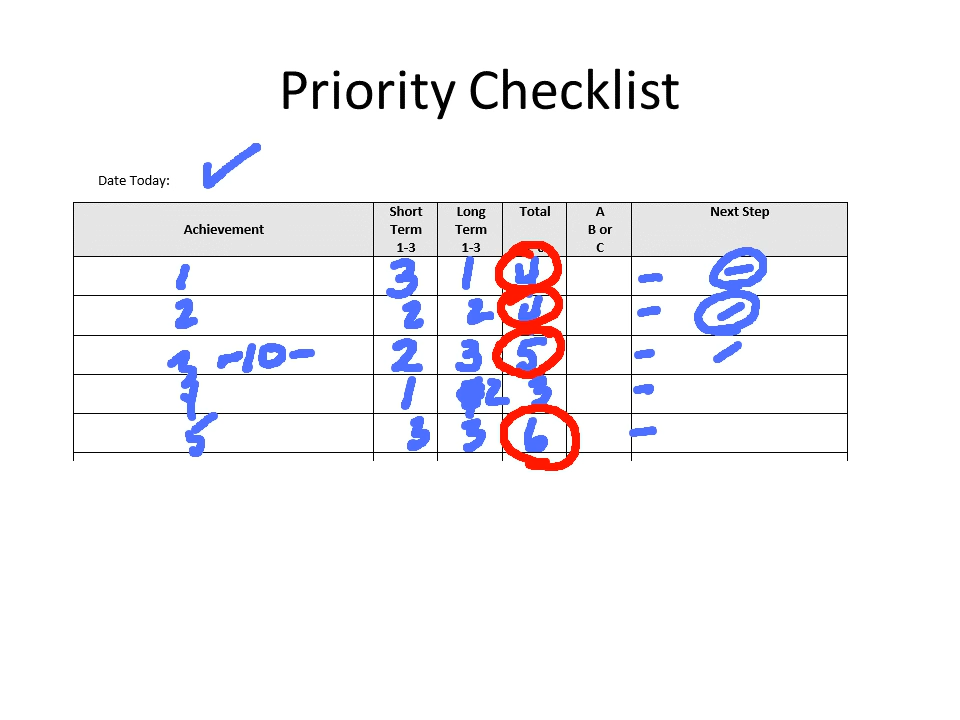 Priority Checklist
Date Today: ✓
Achievement Short Term 1-3 Long Term 1-3 Total A B or C Next Step
1 3 1 4 - -
2 2 2 4 - -
3 -10- 2 3 5 - -
4 1 2 3 -
5 3 3 6 -